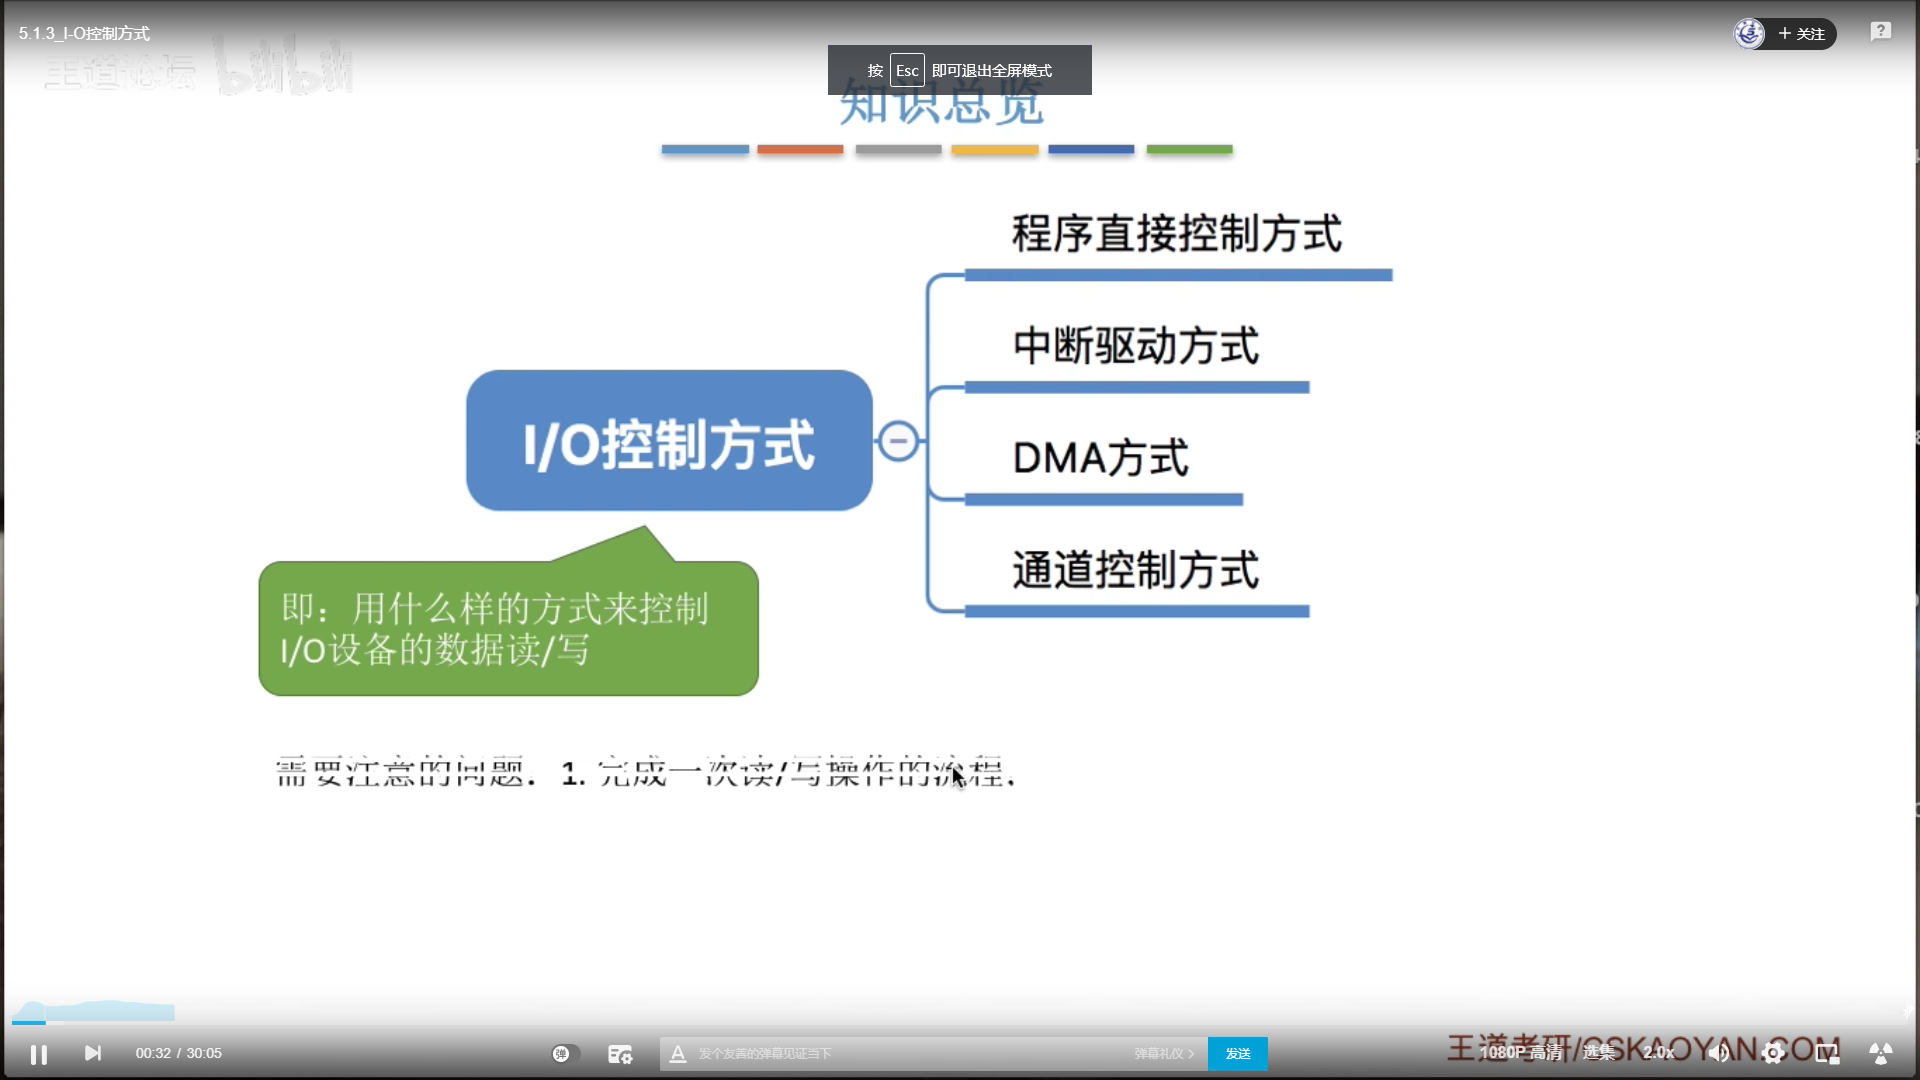 5.1.3_I-O控制方式
+ 关注
?
王道论坛 bilibili
按 Esc 即可退出全屏模式
知识总览
程序直接控制方式
中断驱动方式
I/O控制方式
DMA方式
通道控制方式
即：用什么样的方式来控制
I/O设备的数据读/写
需要注意的问题：1. 完成一次读/写操作的流程；
00:32 / 30:05
弹
A 发个友善的弹幕见证当下
弹幕礼仪 >
发送
王道考研/CSKAOYAN.COM
1080P 高清
选集
2.0x